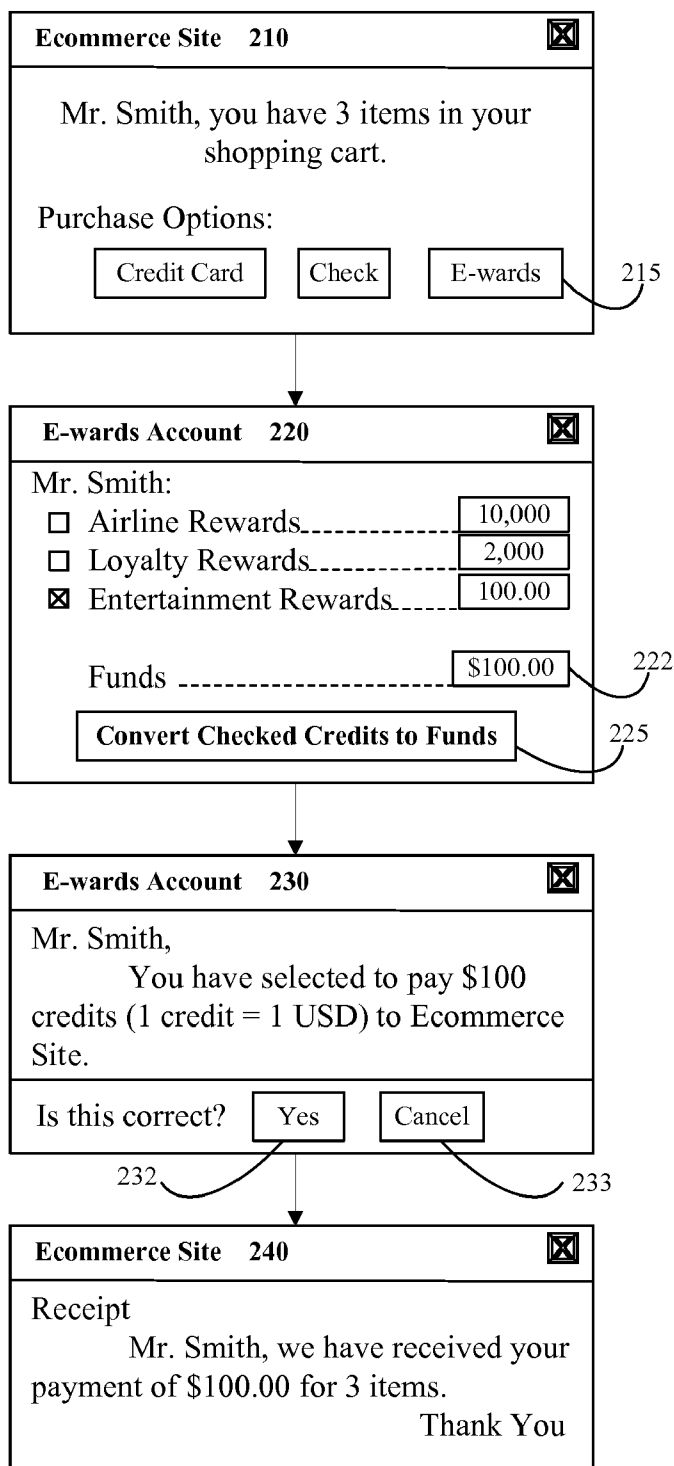 Ecommerce Site 210
Mr. Smith, you have 3 items in your
shopping cart.
Purchase Options:
Credit Card Check E-wards 215
E-wards Account 220
Mr. Smith:
Airline Rewards 10,000
Loyalty Rewards 2,000
Entertainment Rewards 100.00
Funds $100.00 222
Convert Checked Credits to Funds 225
E-wards Account 230
Mr. Smith,
You have selected to pay $100
credits (1 credit = 1 USD) to Ecommerce
Site.
Is this correct? Yes Cancel
232 233
Ecommerce Site 240
Receipt
Mr. Smith, we have received your
payment of $100.00 for 3 items.
Thank You